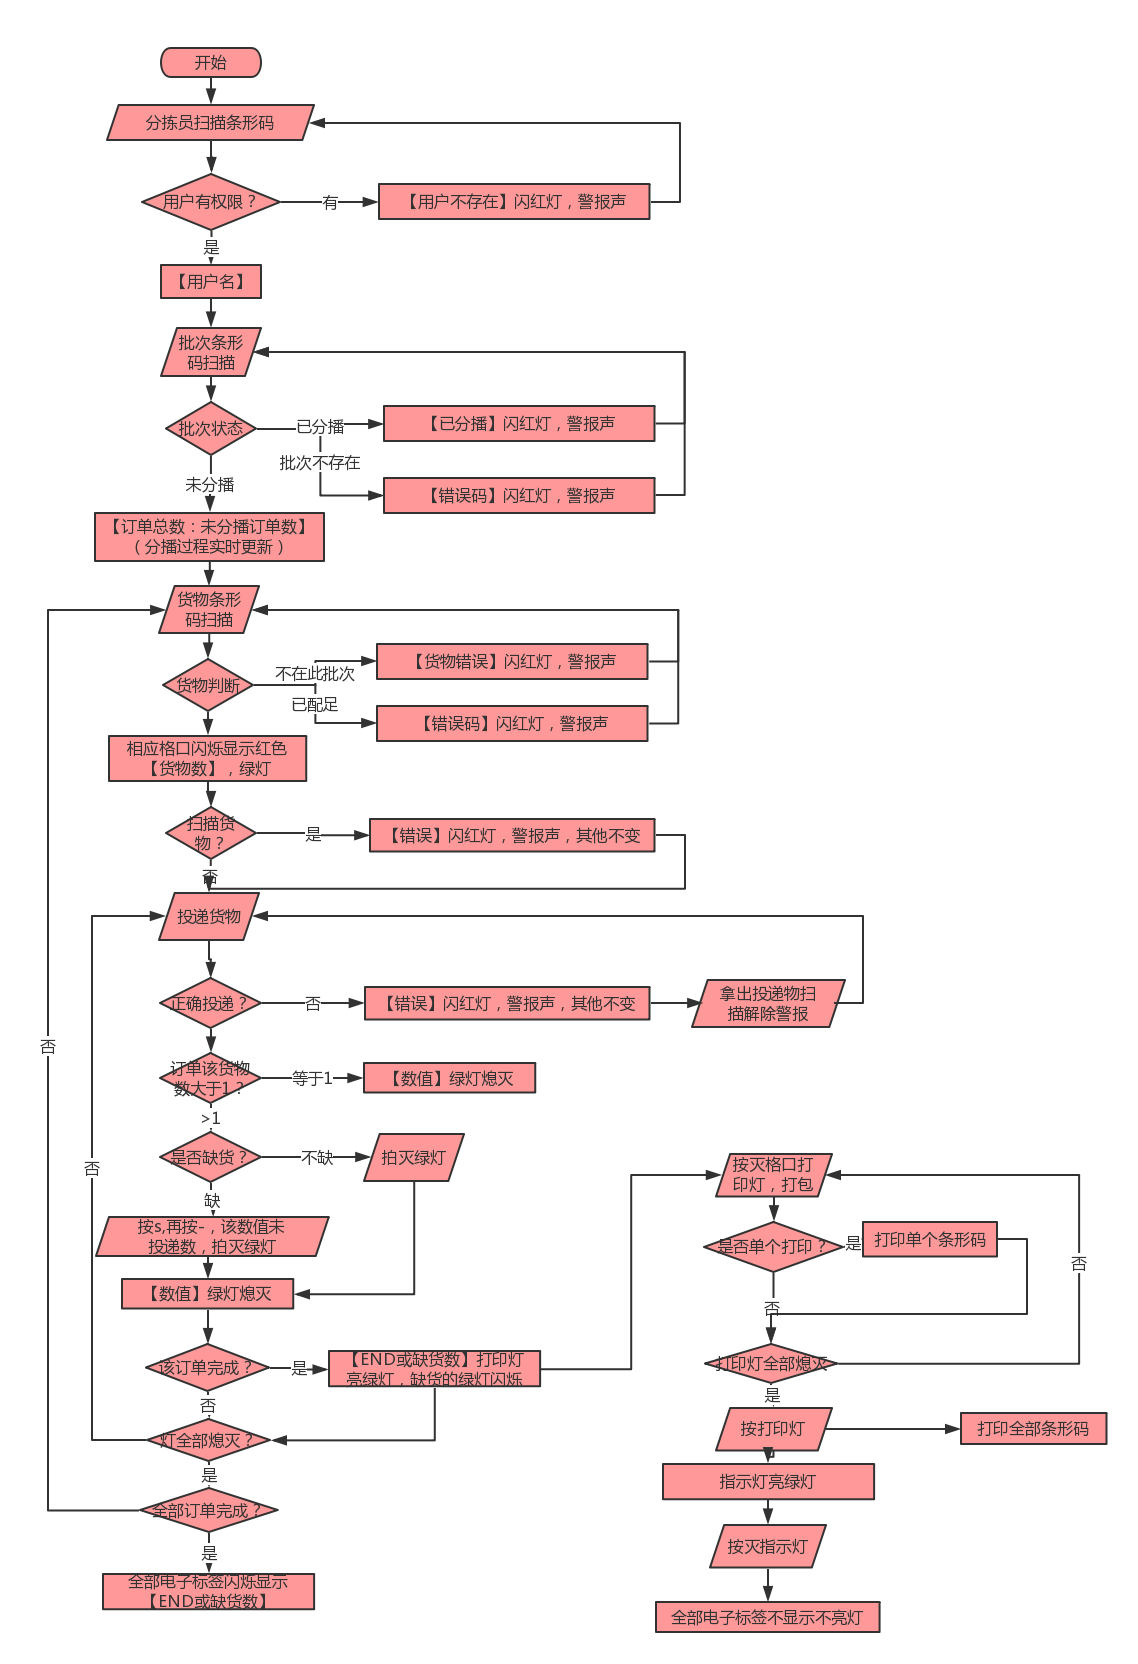 开始
分拣员扫描条形码
用户有权限？
有
【用户不存在】闪红灯，警报声
是
【用户名】
批次条形
码扫描
批次状态
已分播
【已分播】闪红灯，警报声
批次不存在
【错误码】闪红灯，警报声
未分播
【订单总数：未分播订单数】
（分播过程实时更新）
货物条形
码扫描
货物判断
不在此批次
【货物错误】闪红灯，警报声
已配足
【错误码】闪红灯，警报声
相应格口闪烁显示红色
【货物数】，绿灯
扫描货
物？
是
【错误】闪红灯，警报声，其他不变
否
投递货物
正确投递？
否
【错误】闪红灯，警报声，其他不变
拿出投递物扫
描解除警报
订单该货物
数大于1？
等于1
【数值】绿灯熄灭
>1
是否缺货？
不缺
拍灭绿灯
缺
按s,再按-，该数值未
投递数，拍灭绿灯
【数值】绿灯熄灭
该订单完成？
是
【END或缺货数】打印灯
亮绿灯，缺货的绿灯闪烁
否
灯全部熄灭？
否
是
全部订单完成？
否
是
全部电子标签闪烁显示
【END或缺货数】
按灭格口打
印灯，打包
是否单个打印？
是
打印单个条形码
否
打印灯全部熄灭
否
是
按打印灯
打印全部条形码
指示灯亮绿灯
按灭指示灯
全部电子标签不显示不亮灯